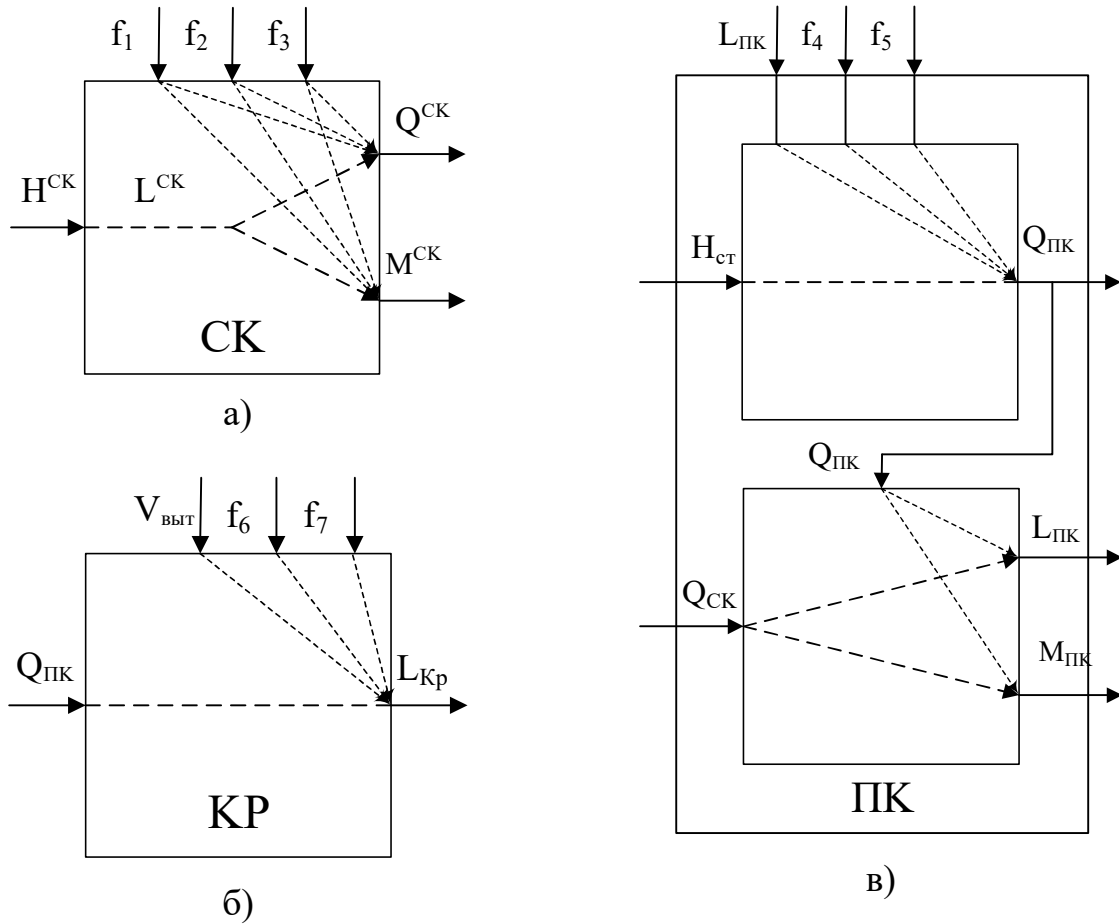 f₁ f₂ f₃
Q^СК
H^СК
L^СК
M^СК
СК
а)
V_выт f₆ f₇
Q_ПК
L_Кр
КР
б)
L_ПК f₄ f₅
H_ст
Q_ПК
Q_ПК
L_ПК
Q_СК
M_ПК
ПК
в)